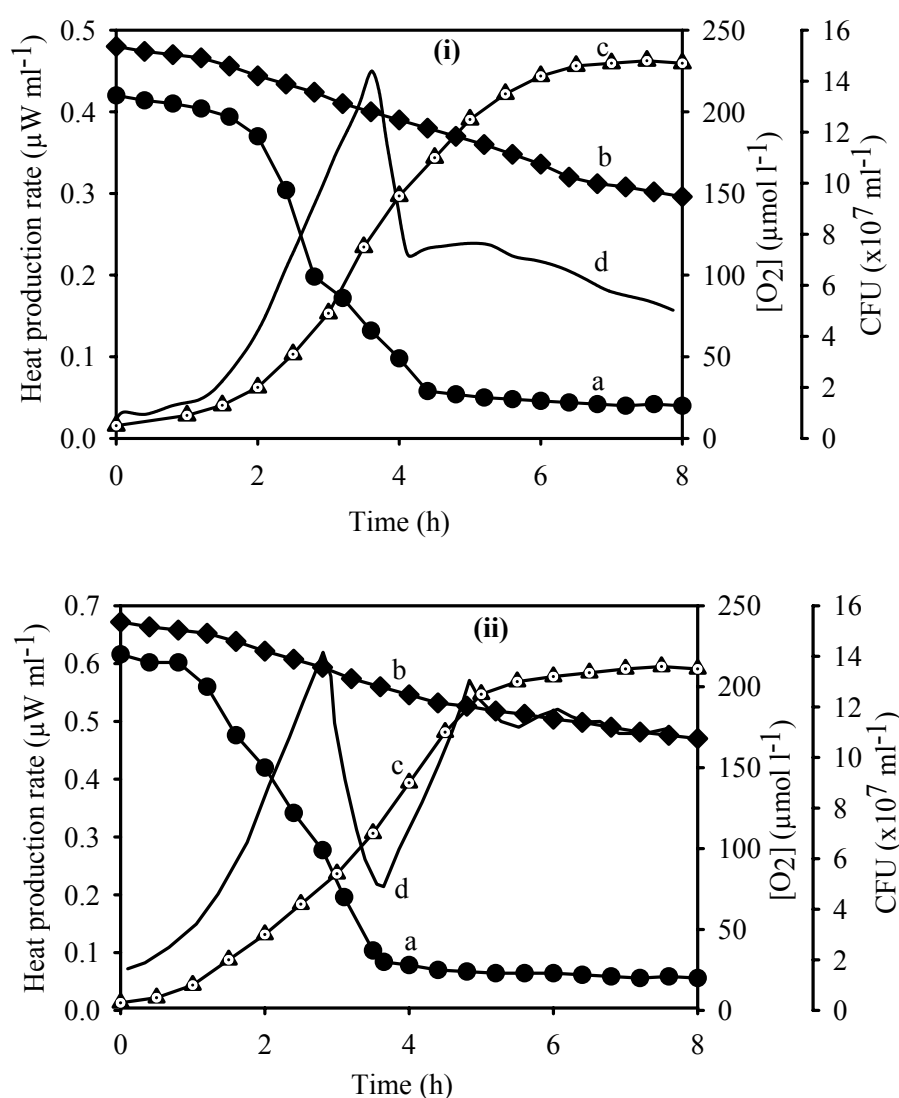 (i)
Heat production rate (µW ml-1)
0.5
0.4
0.3
0.2
0.1
0.0
250
200
150
100
50
0
[O2] (µmol l-1)
16
14
12
10
8
6
4
2
0
CFU (x10^7 ml-1)
c
b
d
a
0 2 4 6 8
Time (h)
(ii)
Heat production rate (µW ml-1)
0.7
0.6
0.5
0.4
0.3
0.2
0.1
0.0
250
200
150
100
50
0
[O2] (µmol l-1)
16
14
12
10
8
6
4
2
0
CFU (x10^7 ml-1)
b
c
d
a
0 2 4 6 8
Time (h)